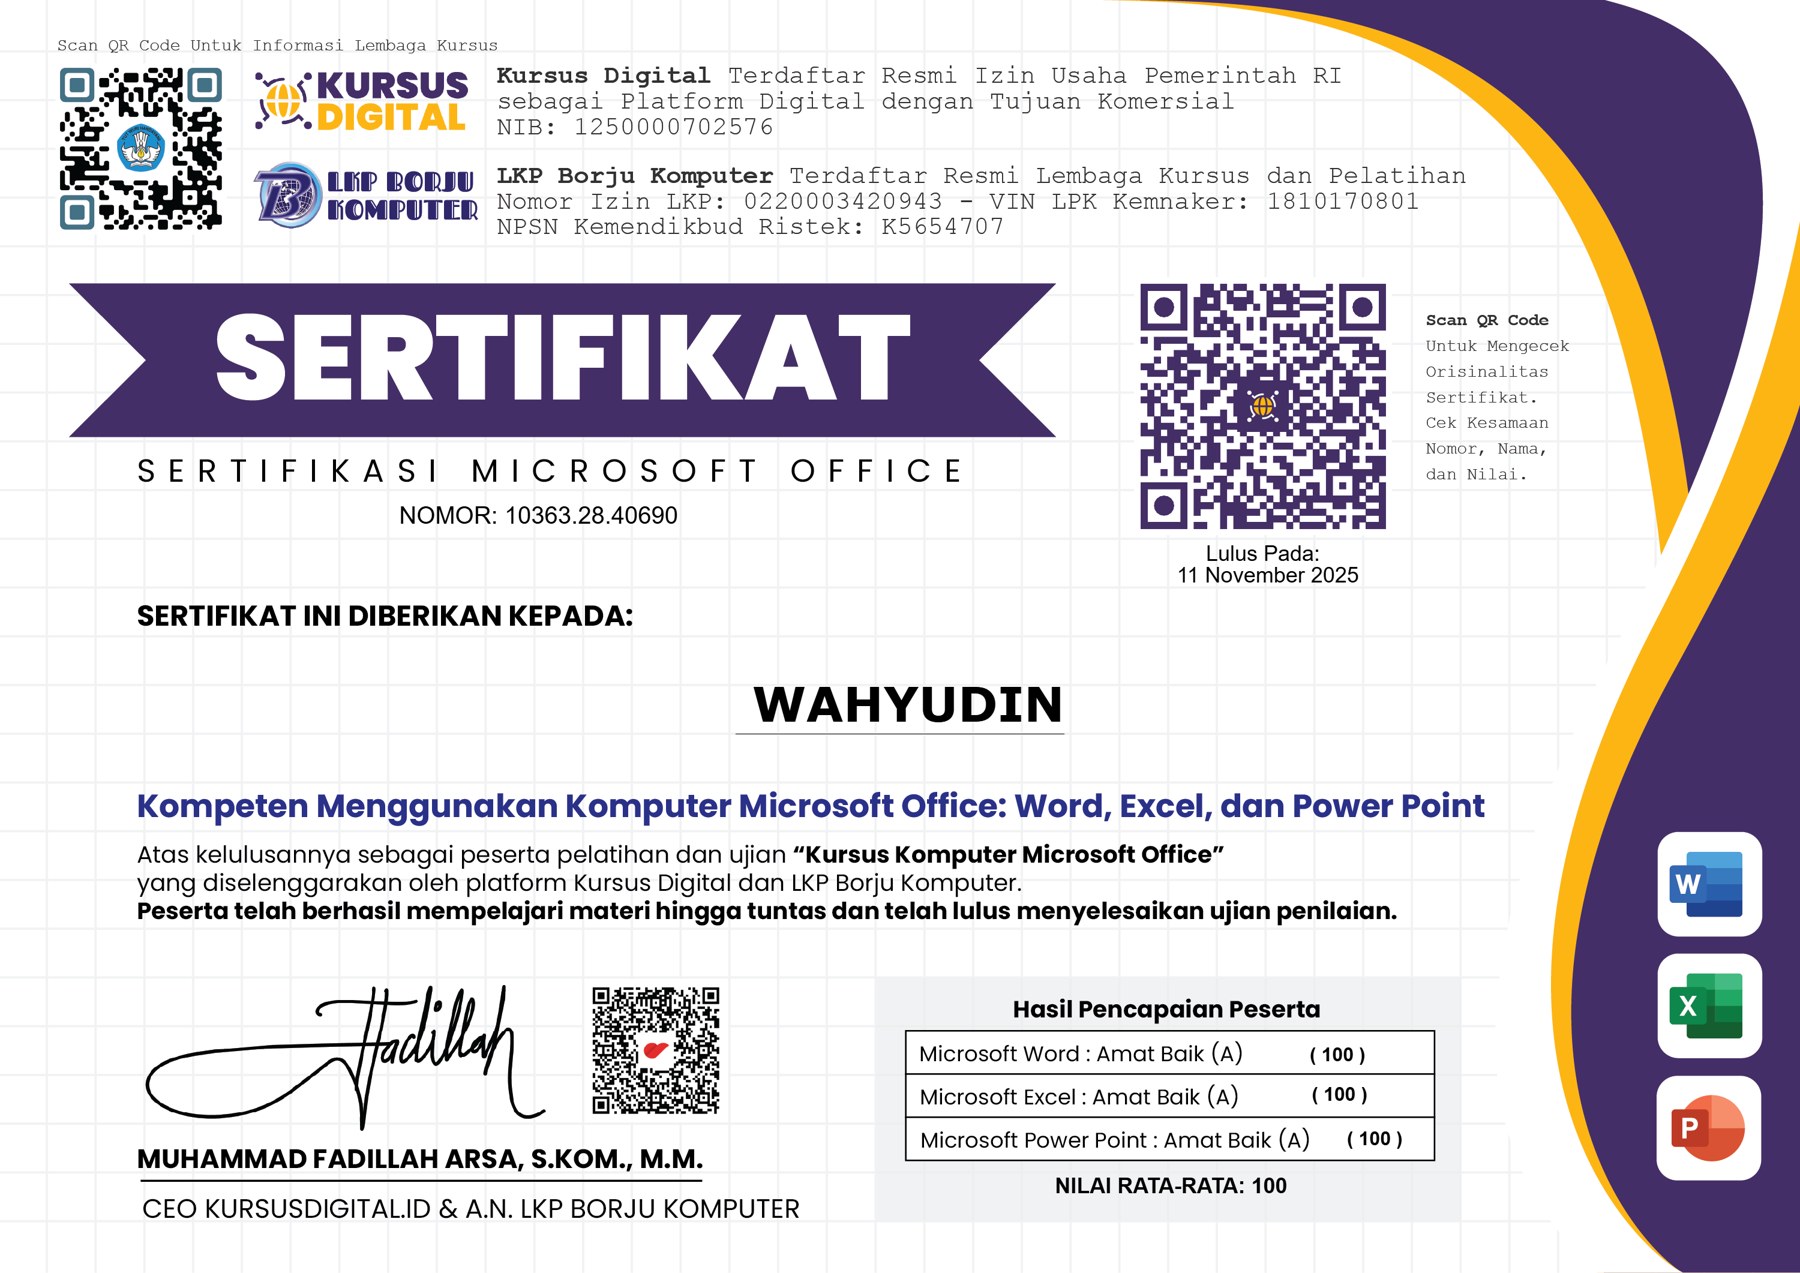 Scan QR Code Untuk Informasi Lembaga Kursus
KURSUS
DIGITAL
Kursus Digital Terdaftar Resmi Izin Usaha Pemerintah RI
sebagai Platform Digital dengan Tujuan Komersial
NIB: 1250000702576
LKP BORJU
KOMPUTER
LKP Borju Komputer Terdaftar Resmi Lembaga Kursus dan Pelatihan
Nomor Izin LKP: 0220003420943 - VIN LPK Kemnaker: 1810170801
NPSN Kemendikbud Ristek: K5654707
SERTIFIKAT
SERTIFIKASI MICROSOFT OFFICE
NOMOR: 10363.28.40690
Scan QR Code
Untuk Mengecek
Orisinalitas
Sertifikat.
Cek Kesamaan
Nomor, Nama,
dan Nilai.
Lulus Pada:
11 November 2025
SERTIFIKAT INI DIBERIKAN KEPADA:
WAHYUDIN
Kompeten Menggunakan Komputer Microsoft Office: Word, Excel, dan Power Point
Atas kelulusannya sebagai peserta pelatihan dan ujian “Kursus Komputer Microsoft Office”
yang diselenggarakan oleh platform Kursus Digital dan LKP Borju Komputer.
Peserta telah berhasil mempelajari materi hingga tuntas dan telah lulus menyelesaikan ujian penilaian.
W
X
P
Fadillah
MUHAMMAD FADILLAH ARSA, S.KOM., M.M.
CEO KURSUSDIGITAL.ID & A.N. LKP BORJU KOMPUTER
Hasil Pencapaian Peserta
Microsoft Word : Amat Baik (A) ( 100 )
Microsoft Excel : Amat Baik (A) ( 100 )
Microsoft Power Point : Amat Baik (A) ( 100 )
NILAI RATA-RATA: 100